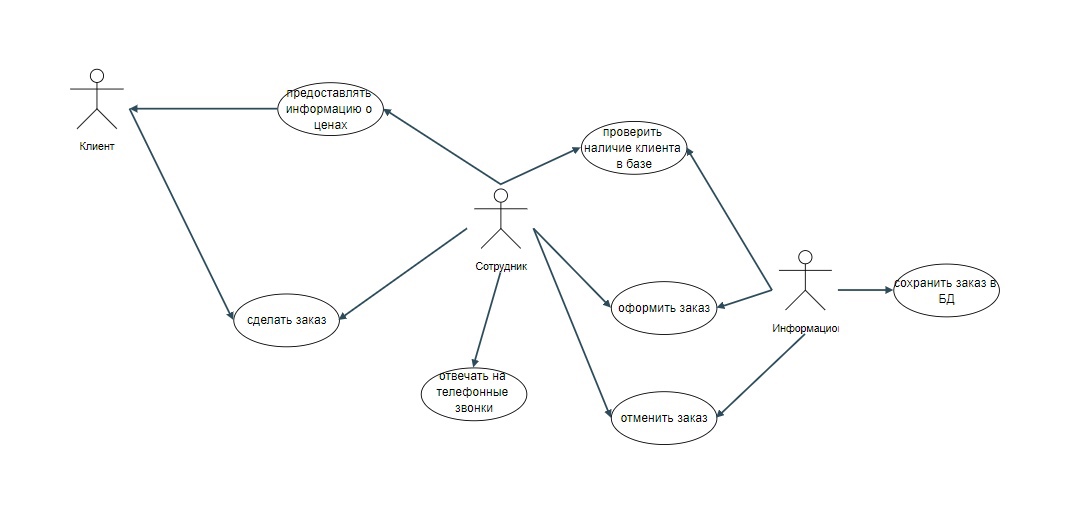 предоставлять
информацию о
ценах
Клиент
проверить
наличие клиента
в базе
Сотрудник
сохранить заказ в
БД
оформить заказ
сделать заказ
Информацио
отвечать на
телефонные
звонки
отменить заказ